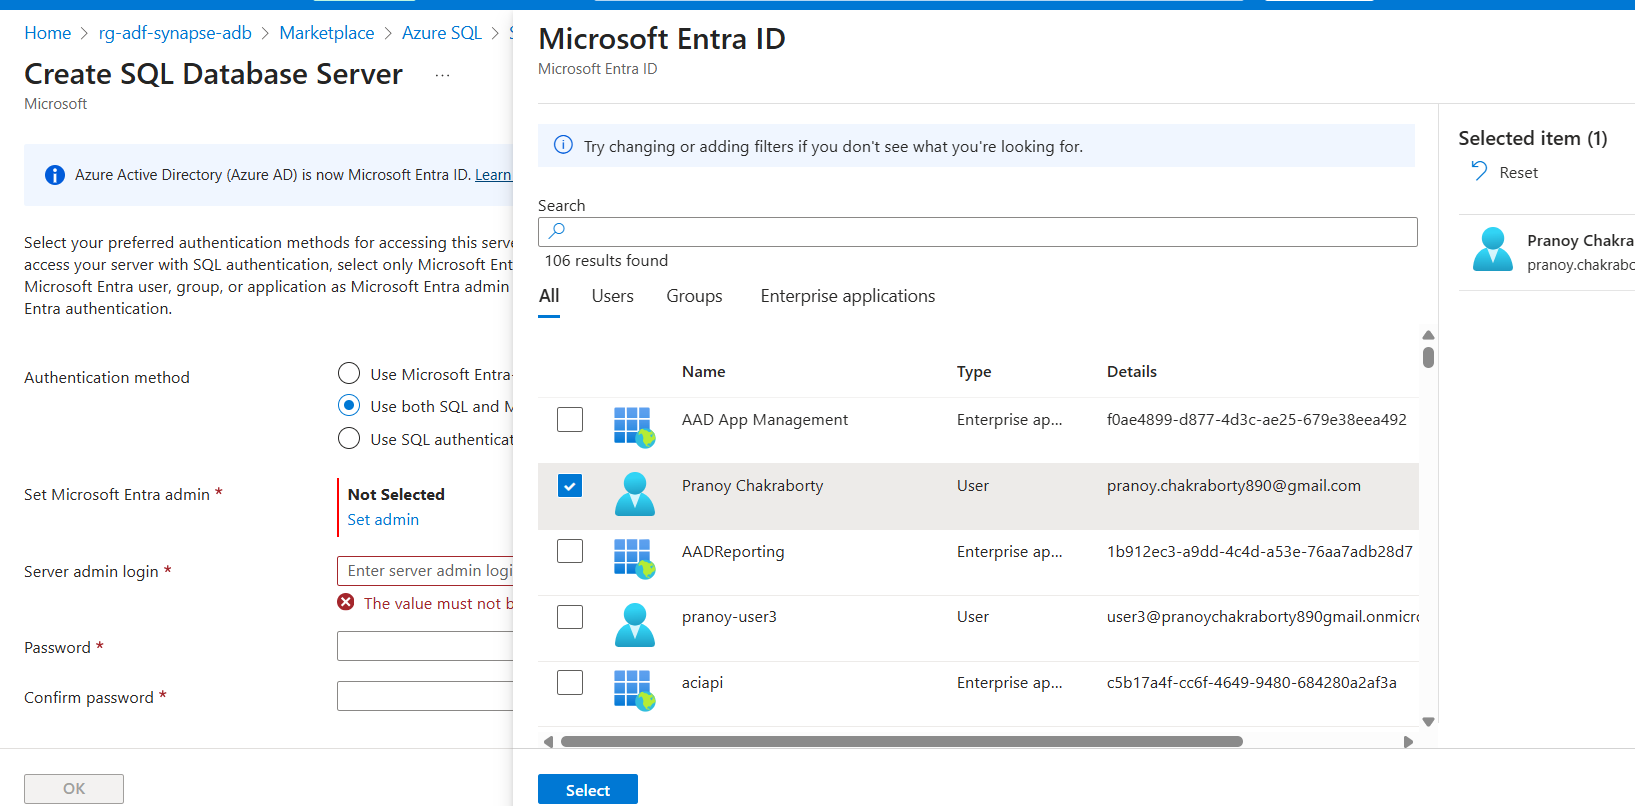 Home > rg-adf-synapse-adb > Marketplace > Azure SQL >
Create SQL Database Server ...
Microsoft
Azure Active Directory (Azure AD) is now Microsoft Entra ID. Learn
Select your preferred authentication methods for accessing this serve
access your server with SQL authentication, select only Microsoft Ent
Microsoft Entra user, group, or application as Microsoft Entra admin
Entra authentication.
Authentication method
Use Microsoft Entra-
Use both SQL and M
Use SQL authenticat
Set Microsoft Entra admin *
Not Selected
Set admin
Server admin login *
Enter server admin logi
The value must not b
Password *
Confirm password *
OK
Microsoft Entra ID
Microsoft Entra ID
Try changing or adding filters if you don't see what you're looking for.
Search
106 results found
All Users Groups Enterprise applications
Name Type Details
AAD App Management Enterprise ap... f0ae4899-d877-4d3c-ae25-679e38eea492
Pranoy Chakraborty User pranoy.chakraborty890@gmail.com
AADReporting Enterprise ap... 1b912ec3-a9dd-4c4d-a53e-76aa7adb28d7
pranoy-user3 User user3@pranoychakraborty890gmail.onmicro
aciapi Enterprise ap... c5b17a4f-cc6f-4649-9480-684280a2af3a
Select
Selected item (1)
Reset
Pranoy Chakra
pranoy.chakrabo